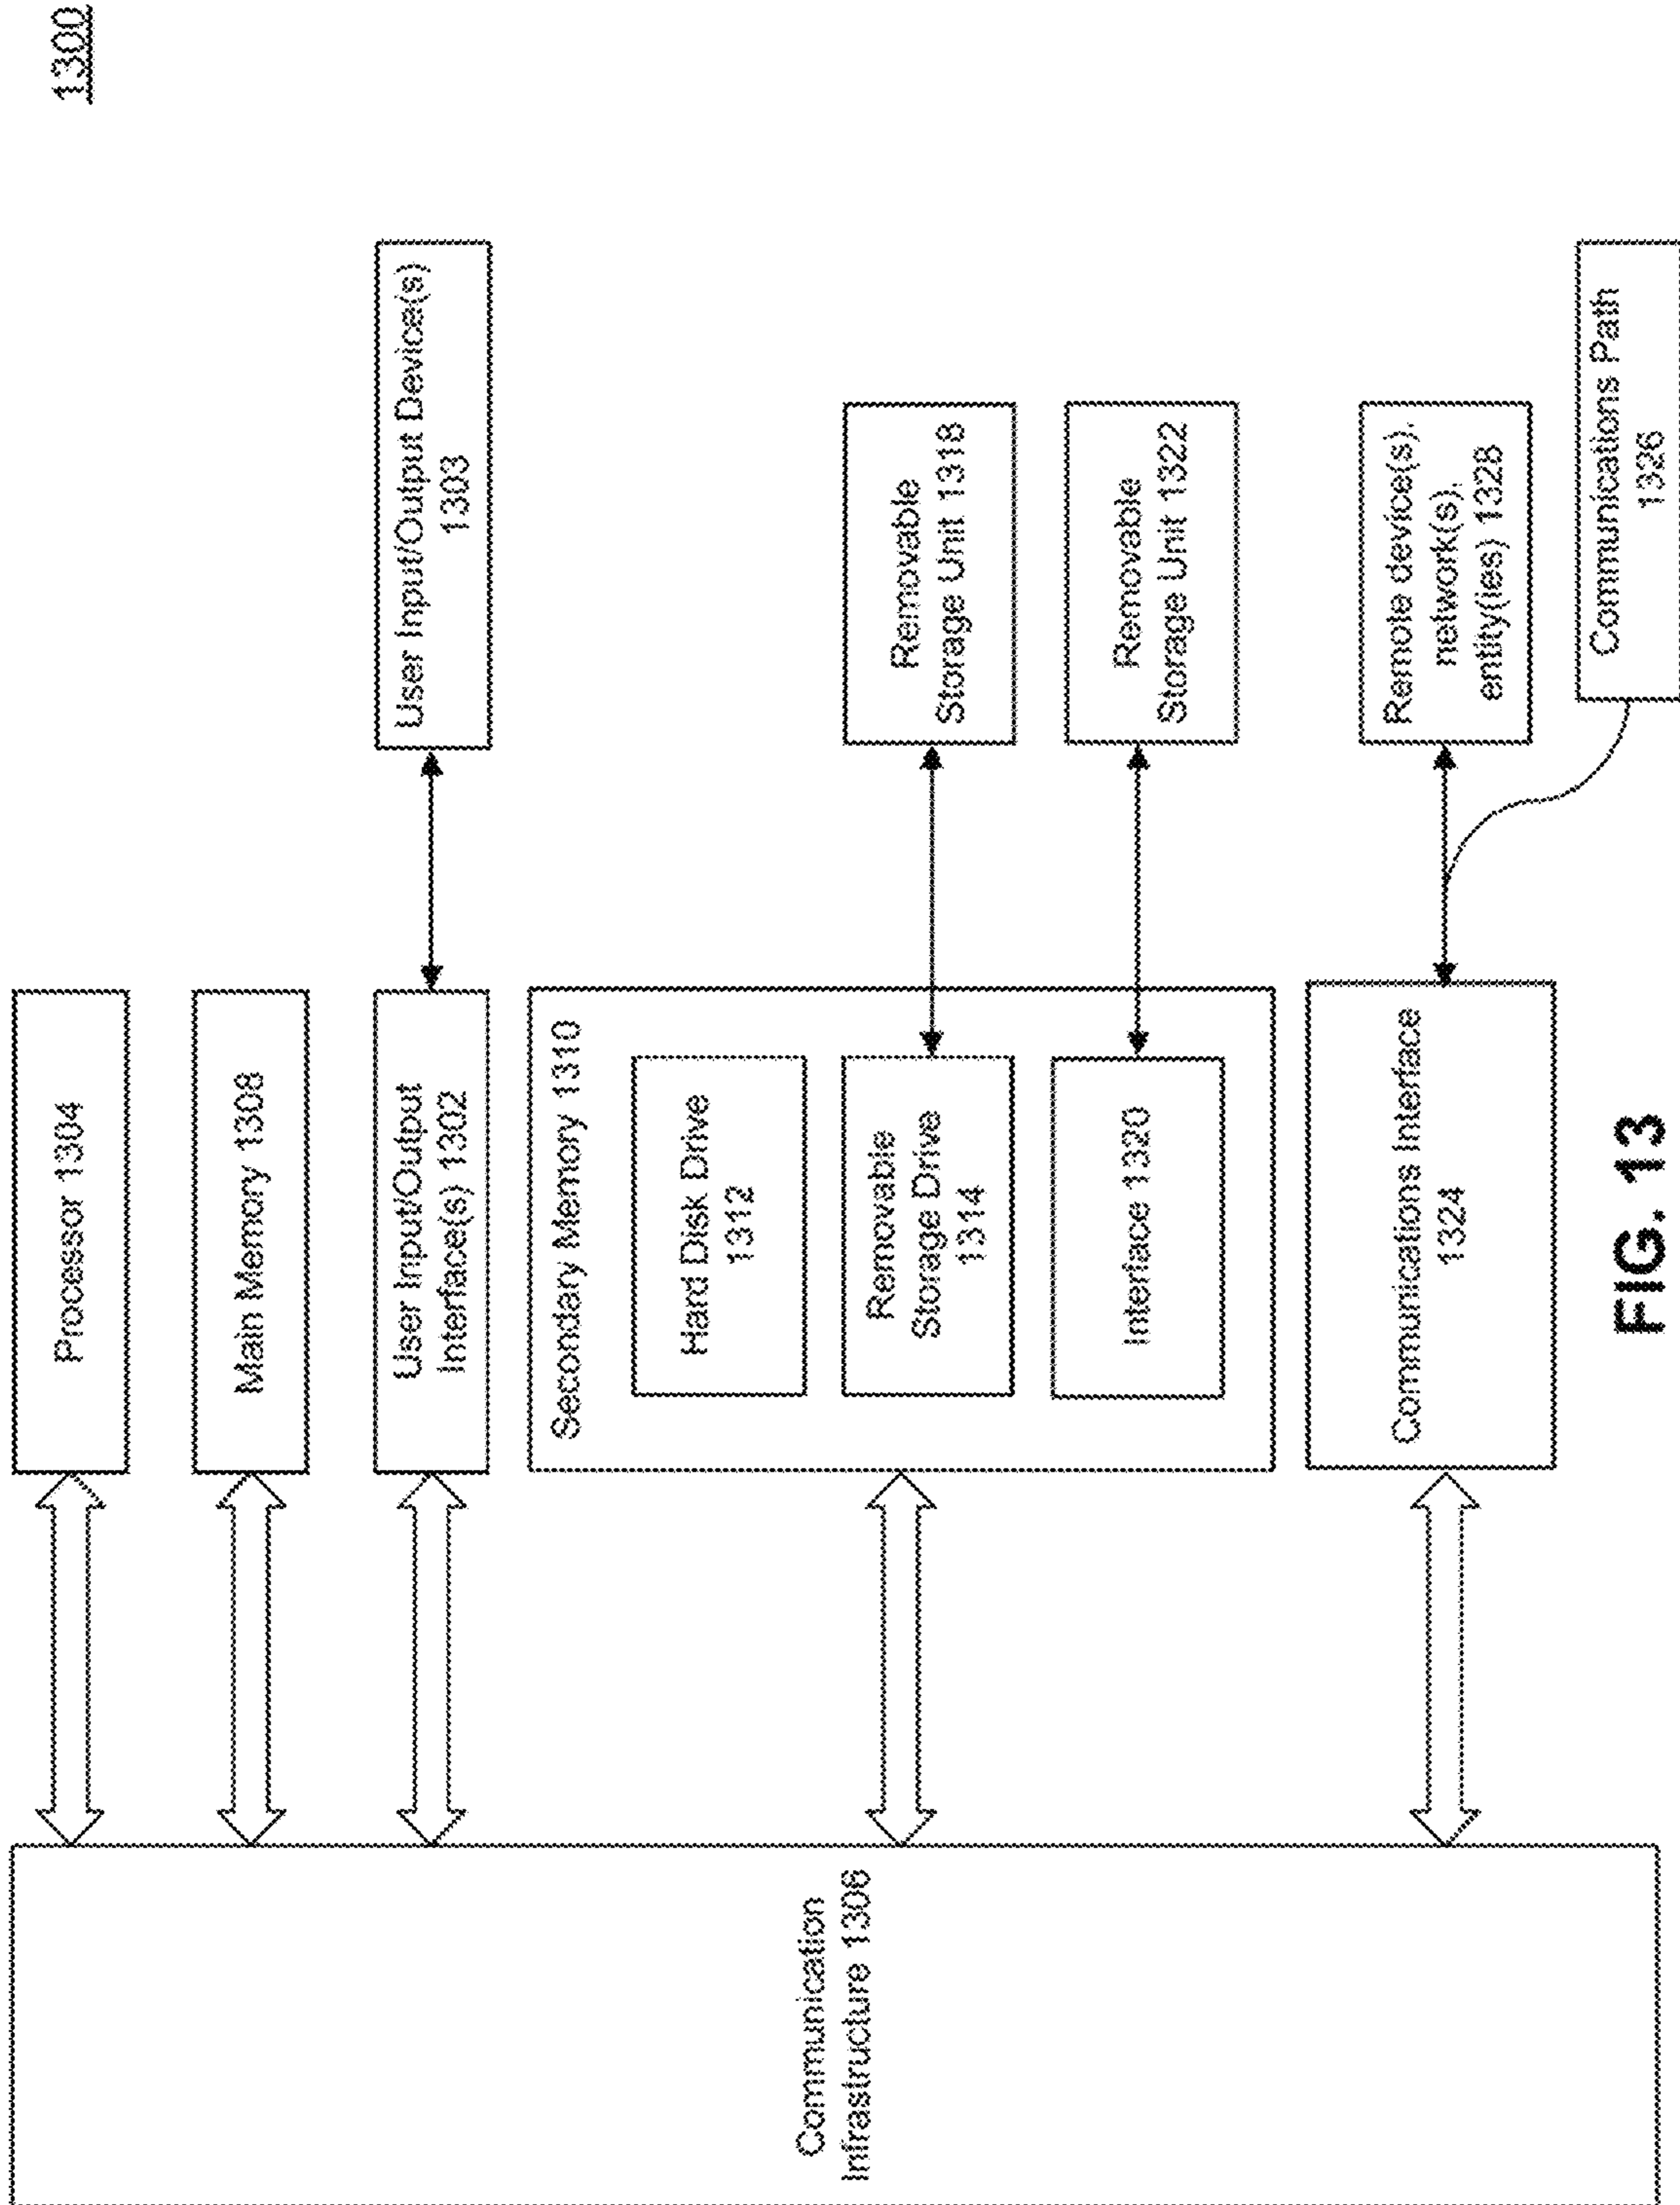 1300
Processor 1304
Main Memory 1308
User Input/Output
Interface(s) 1302
User Input/Output Device(s)
1303
Secondary Memory 1310
Hard Disk Drive
1312
Removable
Storage Drive
1314
Removable
Storage Unit 1318
Interface 1320
Removable
Storage Unit 1322
Communication
Infrastructure 1306
Communications Interface
1324
Remote device(s),
network(s),
entity(ies) 1328
Communications Path
1326
FIG. 13